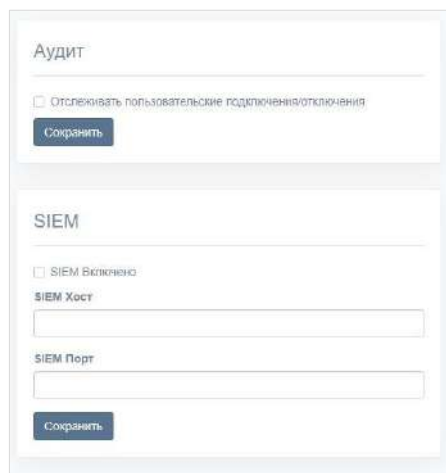 Аудит
Отслеживать пользовательские подключения/отключения
Сохранить
SIEM
SIEM Включено
SIEM Хост
SIEM Порт
Сохранить